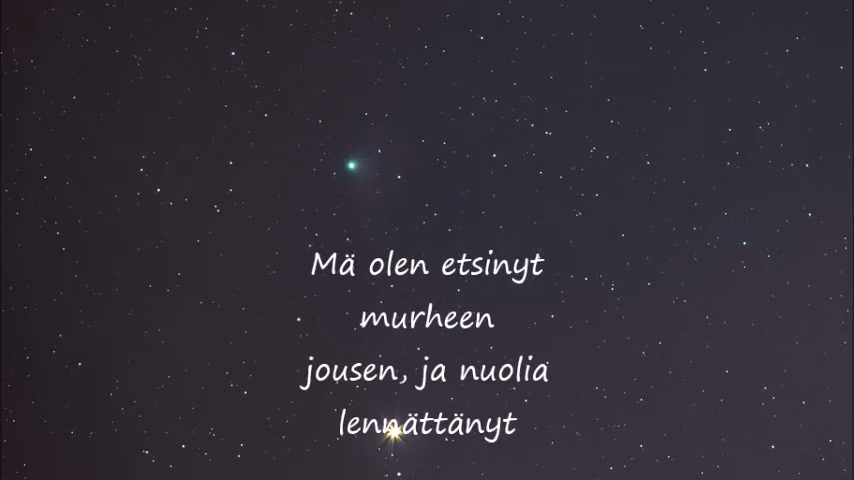 Mä olen etsinyt
murheen
jousen, ja nuolia
lennättänyt